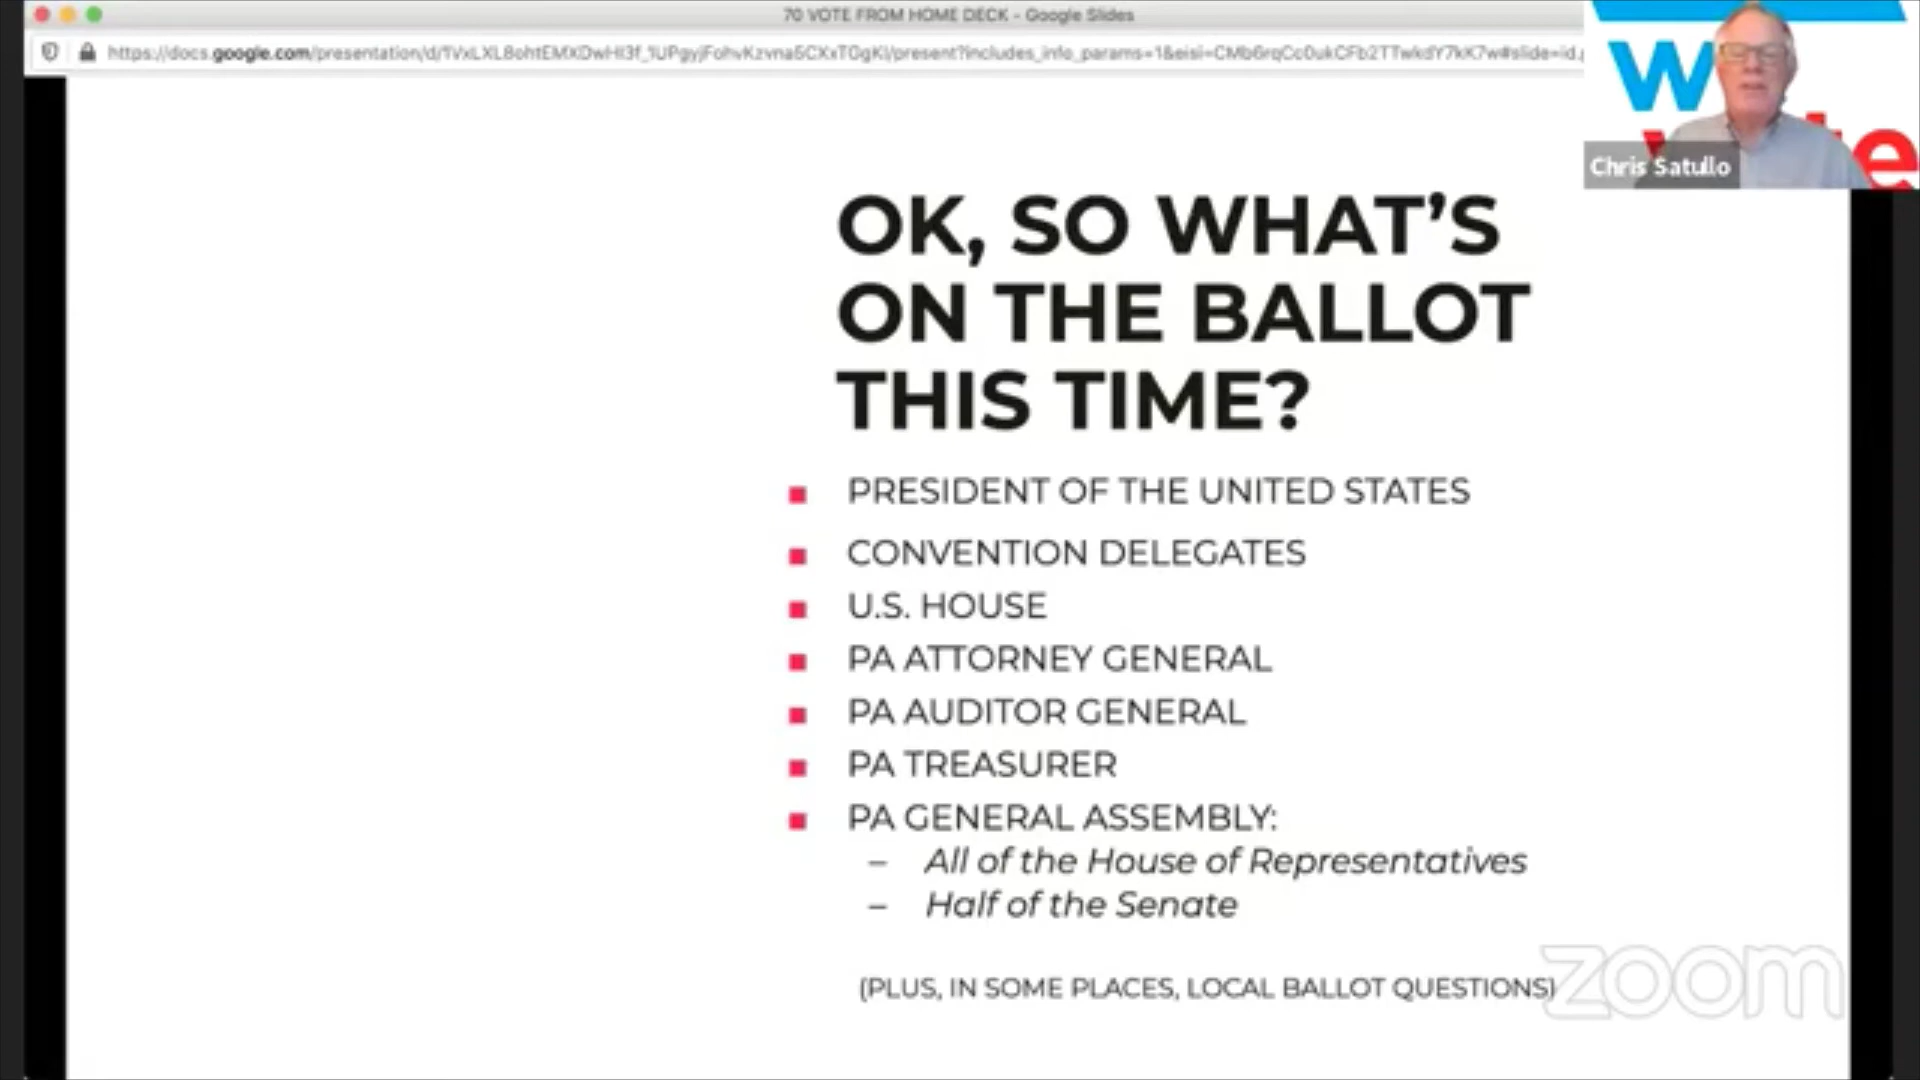 70 VOTE FROM HOME DECK - Google Slides
Chris Satullo
OK, SO WHAT'S
ON THE BALLOT
THIS TIME?
■ PRESIDENT OF THE UNITED STATES
■ CONVENTION DELEGATES
■ U.S. HOUSE
■ PA ATTORNEY GENERAL
■ PA AUDITOR GENERAL
■ PA TREASURER
■ PA GENERAL ASSEMBLY:
– All of the House of Representatives
– Half of the Senate
(PLUS, IN SOME PLACES, LOCAL BALLOT QUESTIONS)
zoom